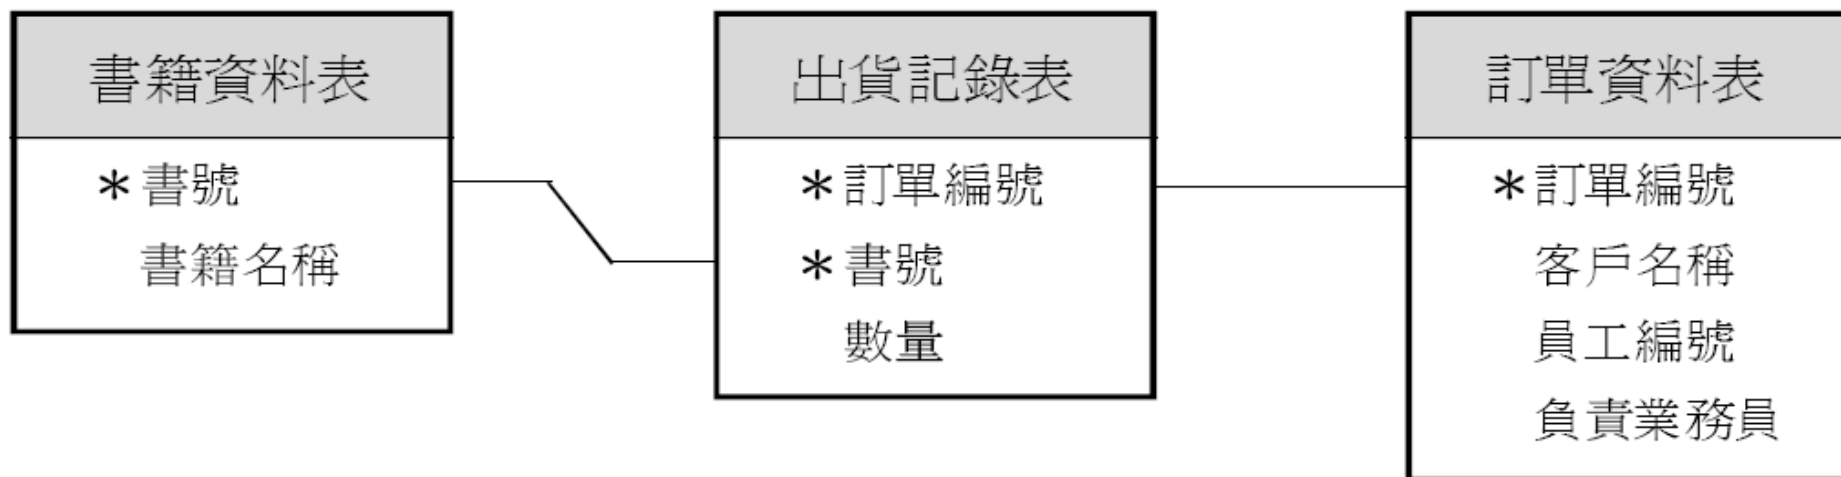 書籍資料表
*書號
書籍名稱
出貨記錄表
*訂單編號
*書號
數量
訂單資料表
*訂單編號
客戶名稱
員工編號
負責業務員